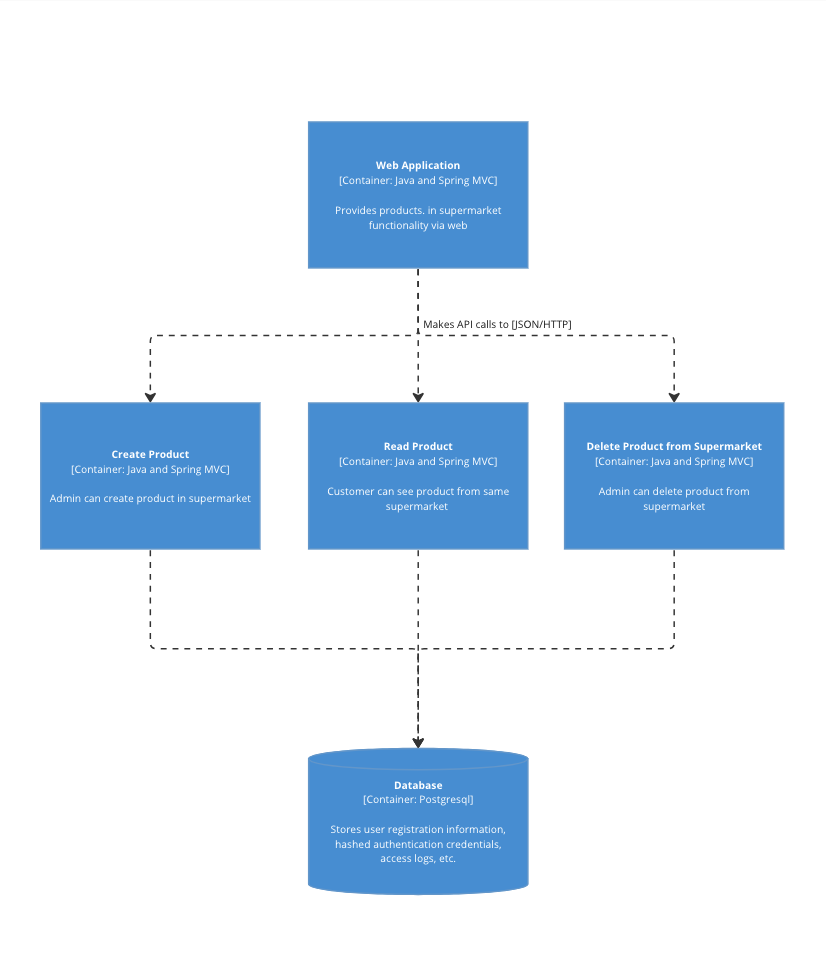 Web Application
[Container: Java and Spring MVC]
Provides products. in supermarket
functionality via web
Makes API calls to [JSON/HTTP]
Create Product
[Container: Java and Spring MVC]
Admin can create product in supermarket
Read Product
[Container: Java and Spring MVC]
Customer can see product from same
supermarket
Delete Product from Supermarket
[Container: Java and Spring MVC]
Admin can delete product from
supermarket
Database
[Container: Postgresql]
Stores user registration information,
hashed authentication credentials,
access logs, etc.